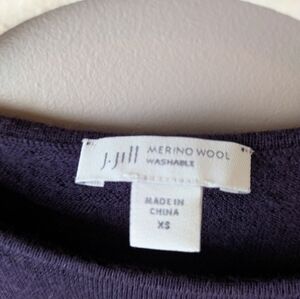 J.Jill MERINO WOOL
WASHABLE
MADE IN
CHINA
XS